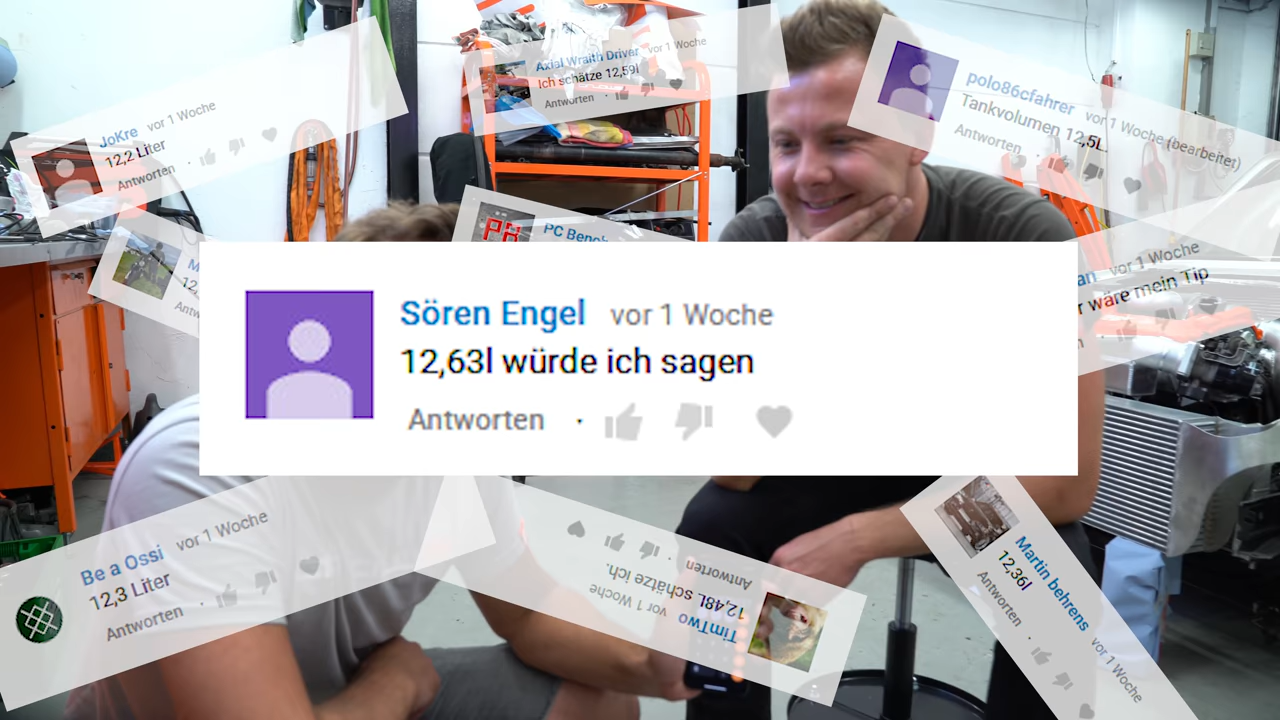 JoKre vor 1 Woche
12,2 Liter
Antworten
Axial Wraith Driver vor 1 Woche
Ich schätze 12,59l
Antworten
polo86cfahrer vor 1 Woche (bearbeitet)
Tankvolumen 12,5L
Antworten
PC Bench
M
12,
Antw
an vor 1 Woche
r wäre mein Tip
n
Sören Engel vor 1 Woche
12,63l würde ich sagen
Antworten
Be a Ossi vor 1 Woche
12,3 Liter
Antworten
TimTwo vor 1 Woche
12,48L schätze ich.
Antworten
Martin behrens vor 1 Woche
12,36l
Antworten